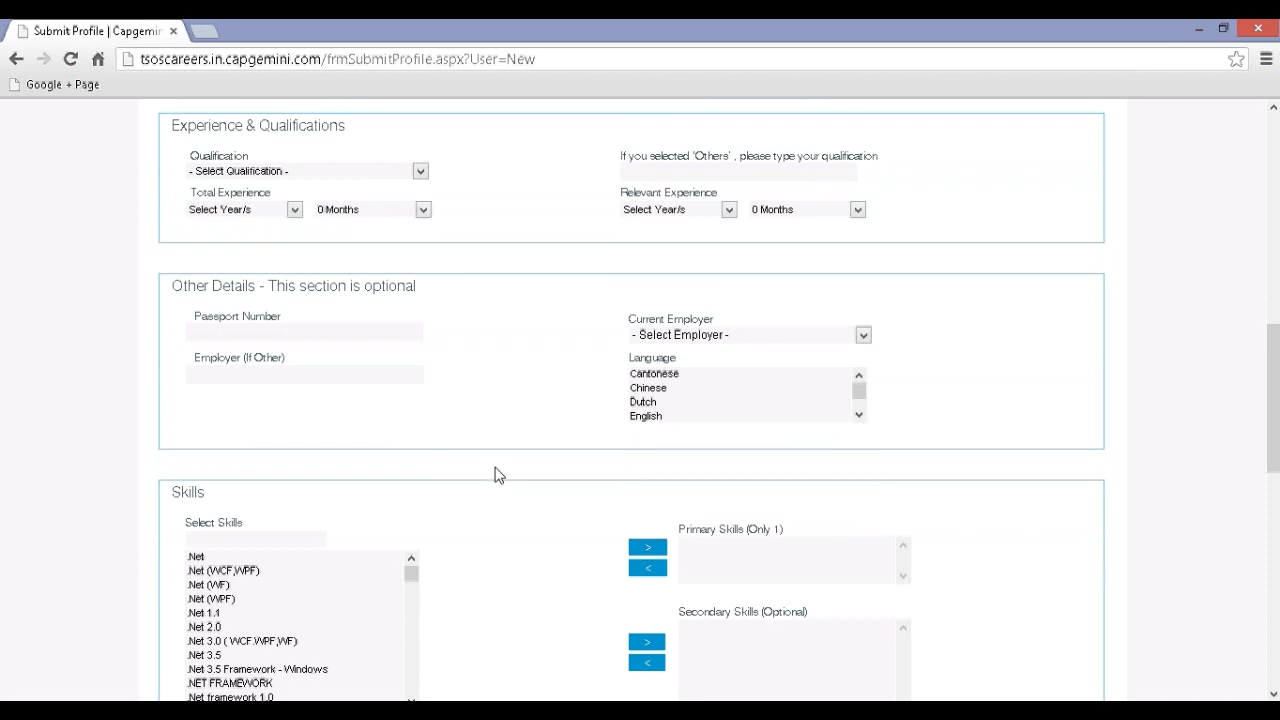 Submit Profile | Capgemir
tsoscareers.in.capgemini.com/frmSubmitProfile.aspx?User=New
Google + Page
Experience & Qualifications
Qualification
- Select Qualification -
If you selected 'Others' , please type your qualification
Total Experience
Select Year/s
0 Months
Relevant Experience
Select Year/s
0 Months
Other Details - This section is optional
Passport Number
Current Employer
- Select Employer -
Employer (If Other)
Language
Cantonese
Chinese
Dutch
English
Skills
Select Skills
.Net
.Net (WCF,WPF)
.Net (WF)
.Net (WPF)
.Net 1.1
.Net 2.0
.Net 3.0 ( WCF,WPF,WF)
.Net 3.5
.Net 3.5 Framework - Windows
.NET FRAMEWORK
.Net framework 1.0
Primary Skills (Only 1)
>
<
Secondary Skills (Optional)
>
<